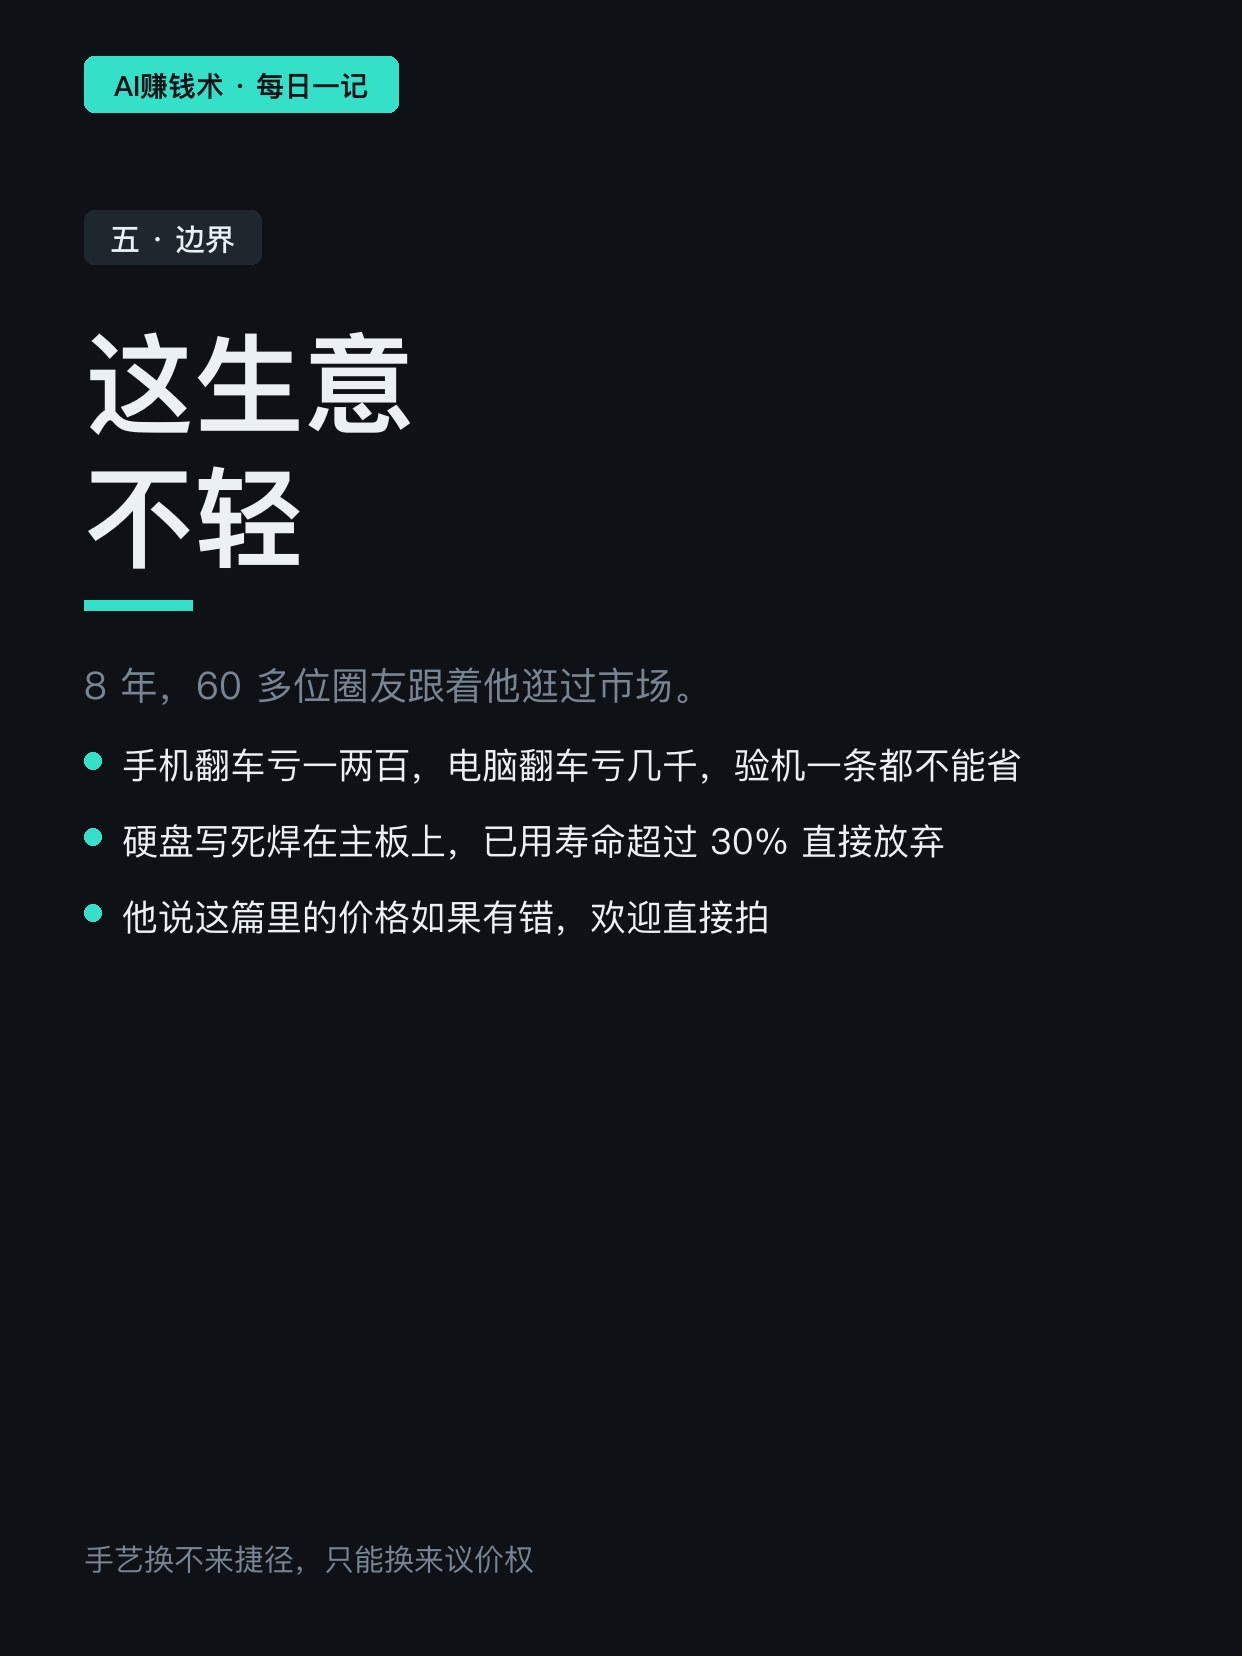 AI赚钱术 · 每日一记
五 · 边界
这生意
不轻
8 年，60 多位圈友跟着他逛过市场。
手机翻车亏一两百，电脑翻车亏几千，验机一条都不能省
硬盘写死焊在主板上，已用寿命超过 30% 直接放弃
他说这篇里的价格如果有错，欢迎直接拍
手艺换不来捷径，只能换来议价权